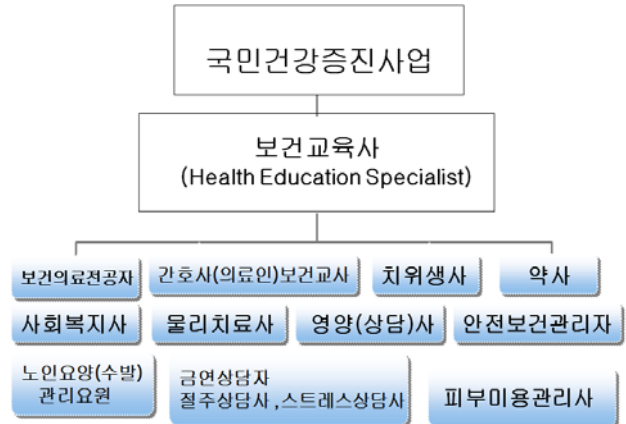 국민건강증진사업
보건교육사
(Health Education Specialist)
보건의료전공자
간호사(의료인)보건교사
치위생사
약사
사회복지사
물리치료사
영양(상담)사
안전보건관리자
노인요양(수발)
관리요원
금연상담자
절주상담사 ,스트레스상담사
피부미용관리사